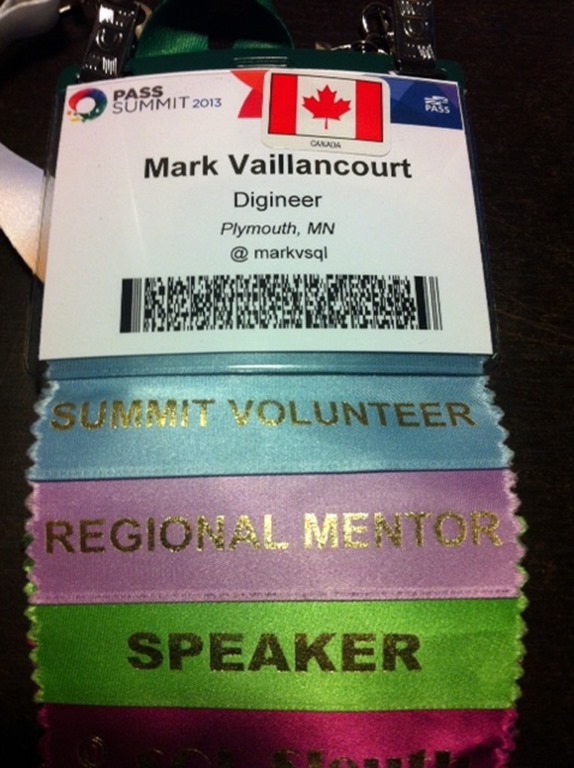 PASS
SUMMIT 2013
PASS
CANADA
Mark Vaillancourt
Digineer
Plymouth, MN
@ markvsql
SUMMIT VOLUNTEER
REGIONAL MENTOR
SPEAKER